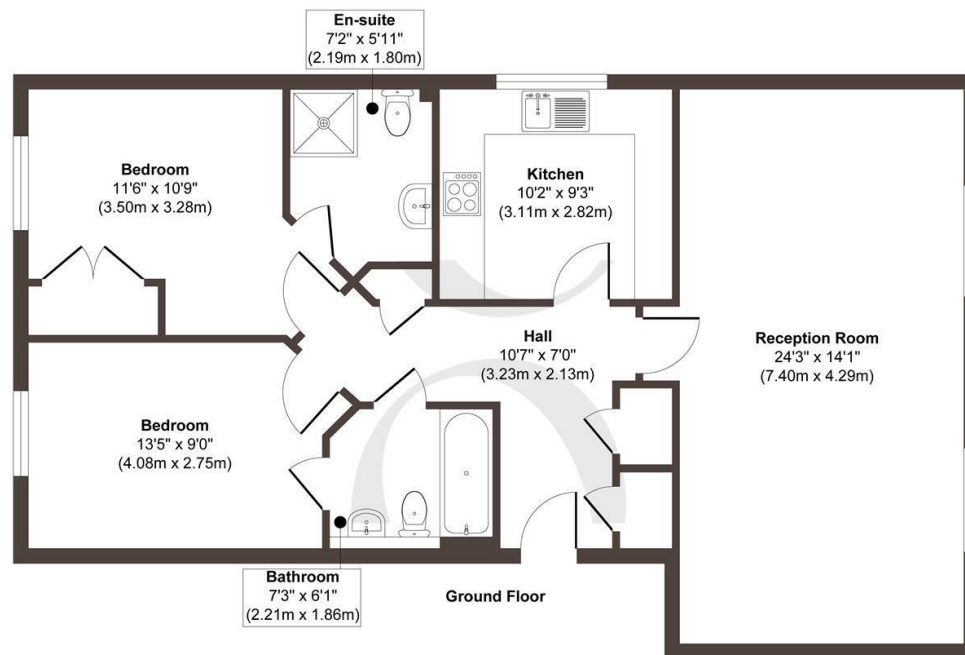 En-suite
7'2" x 5'11"
(2.19m x 1.80m)
Bedroom
11'6" x 10'9"
(3.50m x 3.28m)
Kitchen
10'2" x 9'3"
(3.11m x 2.82m)
Hall
10'7" x 7'0"
(3.23m x 2.13m)
Reception Room
24'3" x 14'1"
(7.40m x 4.29m)
Bedroom
13'5" x 9'0"
(4.08m x 2.75m)
Bathroom
7'3" x 6'1"
(2.21m x 1.86m)
Ground Floor